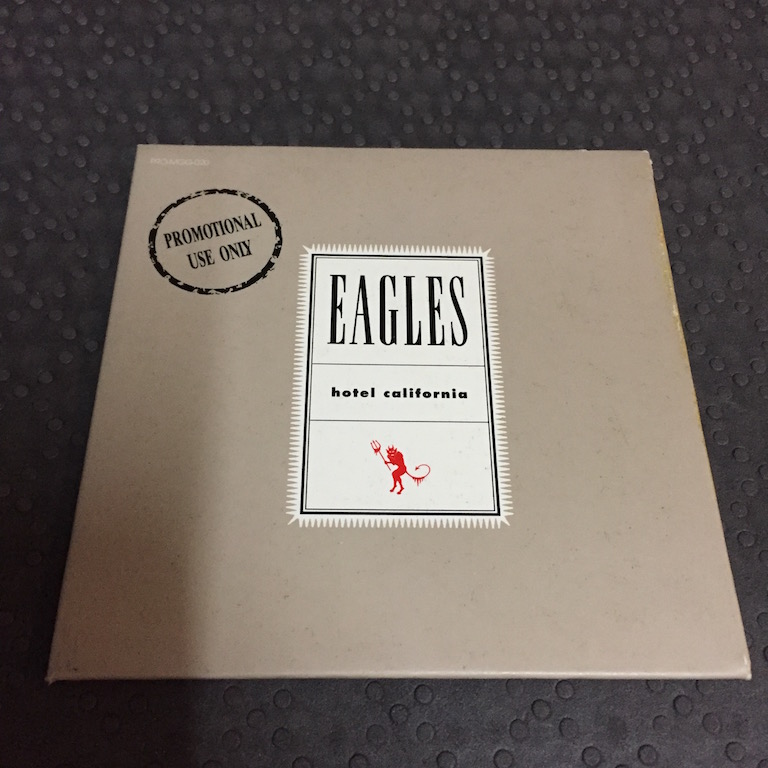 PROMOTIONAL
USE ONLY
EAGLES
hotel california